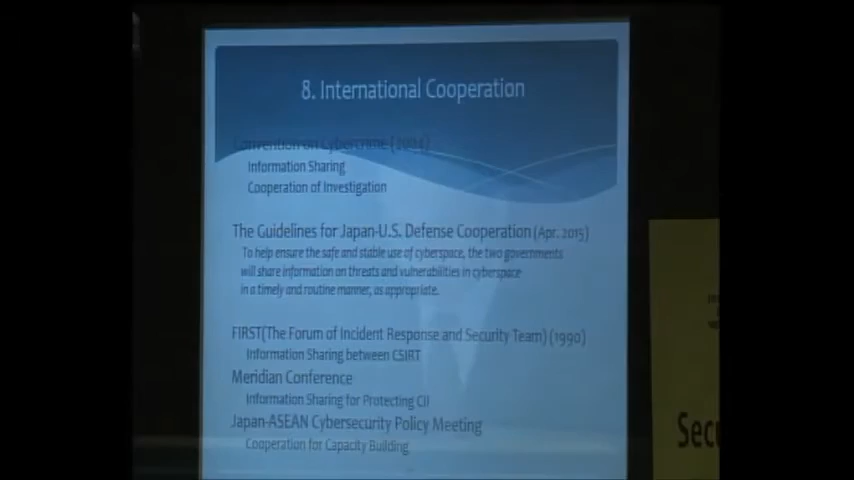 8. International Cooperation
Convention on Cybercrime (2001)
Information Sharing
Cooperation of Investigation
The Guidelines for Japan-U.S. Defense Cooperation (Apr. 2015)
To help ensure the safe and stable use of cyberspace, the two governments
will share information on threats and vulnerabilities in cyberspace
in a timely and routine manner, as appropriate.
FIRST(The Forum of Incident Response and Security Team) (1990)
Information Sharing between CSIRT
Meridian Conference
Information Sharing for Protecting CII
Japan-ASEAN Cybersecurity Policy Meeting
Cooperation for Capacity Building